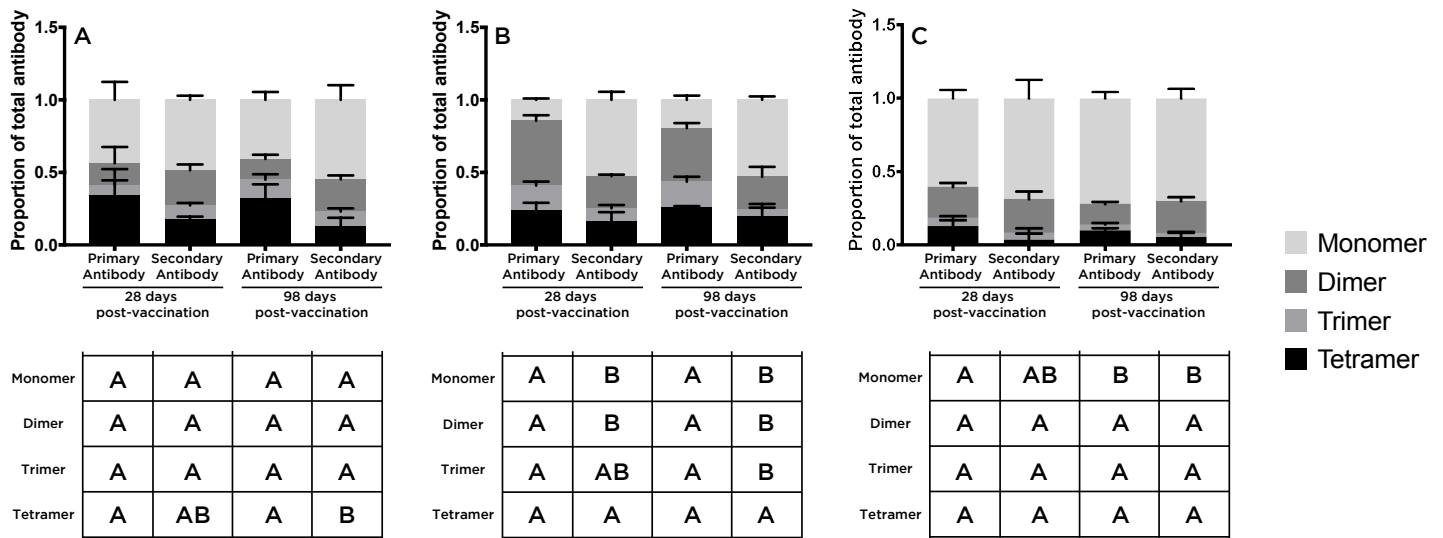 A
Proportion of total antibody
1.5
1.0
0.5
0.0
Primary Antibody
Secondary Antibody
Primary Antibody
Secondary Antibody
28 days post-vaccination
98 days post-vaccination
B
Proportion of total antibody
1.5
1.0
0.5
0.0
Primary Antibody
Secondary Antibody
Primary Antibody
Secondary Antibody
28 days post-vaccination
98 days post-vaccination
C
Proportion of total antibody
1.5
1.0
0.5
0.0
Primary Antibody
Secondary Antibody
Primary Antibody
Secondary Antibody
28 days post-vaccination
98 days post-vaccination
Monomer
Dimer
Trimer
Tetramer
Monomer A A A A
Dimer A A A A
Trimer A A A A
Tetramer A AB A B
Monomer A B A B
Dimer A B A B
Trimer A AB A B
Tetramer A A A A
Monomer A AB B B
Dimer A A A A
Trimer A A A A
Tetramer A A A A